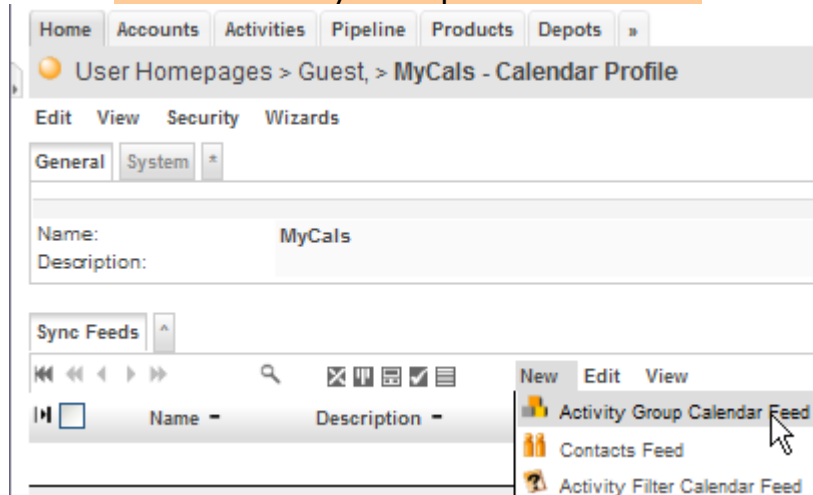 Home Accounts Activities Pipeline Products Depots »
User Homepages > Guest, > MyCals - Calendar Profile
Edit View Security Wizards
General System ±
Name: MyCals
Description:
Sync Feeds ^
New Edit View
Name Description
Activity Group Calendar Feed
Contacts Feed
Activity Filter Calendar Feed